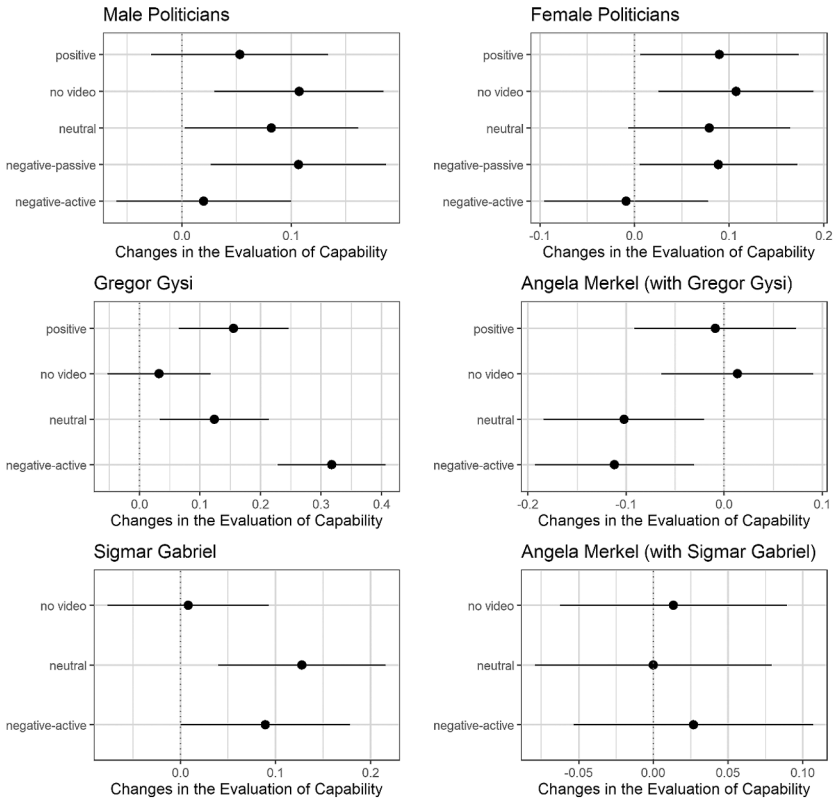 Male Politicians
positive
no video
neutral
negative-passive
negative-active
0.0 0.1
Changes in the Evaluation of Capability
Female Politicians
positive
no video
neutral
negative-passive
negative-active
-0.1 0.0 0.1 0.2
Changes in the Evaluation of Capability
Gregor Gysi
positive
no video
neutral
negative-active
0.0 0.1 0.2 0.3 0.4
Changes in the Evaluation of Capability
Angela Merkel (with Gregor Gysi)
positive
no video
neutral
negative-active
-0.2 -0.1 0.0 0.1
Changes in the Evaluation of Capability
Sigmar Gabriel
no video
neutral
negative-active
0.0 0.1 0.2
Changes in the Evaluation of Capability
Angela Merkel (with Sigmar Gabriel)
no video
neutral
negative-active
-0.05 0.00 0.05 0.10
Changes in the Evaluation of Capability